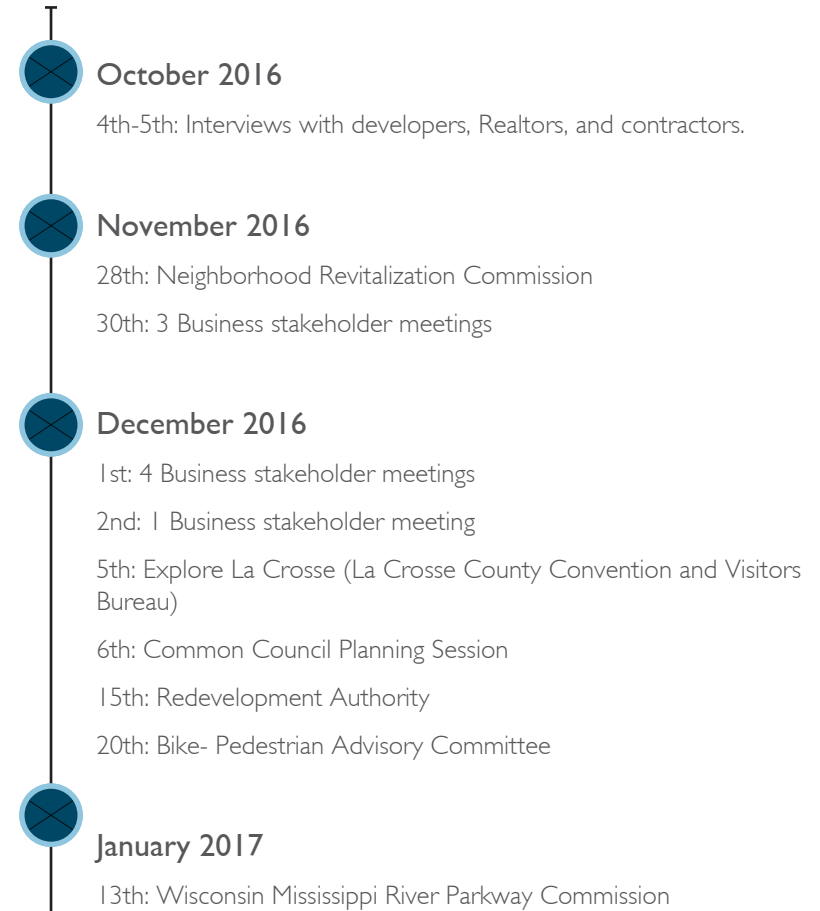 October 2016
4th-5th: Interviews with developers, Realtors, and contractors.
November 2016
28th: Neighborhood Revitalization Commission
30th: 3 Business stakeholder meetings
December 2016
1st: 4 Business stakeholder meetings
2nd: 1 Business stakeholder meeting
5th: Explore La Crosse (La Crosse County Convention and Visitors
Bureau)
6th: Common Council Planning Session
15th: Redevelopment Authority
20th: Bike- Pedestrian Advisory Committee
January 2017
13th: Wisconsin Mississippi River Parkway Commission